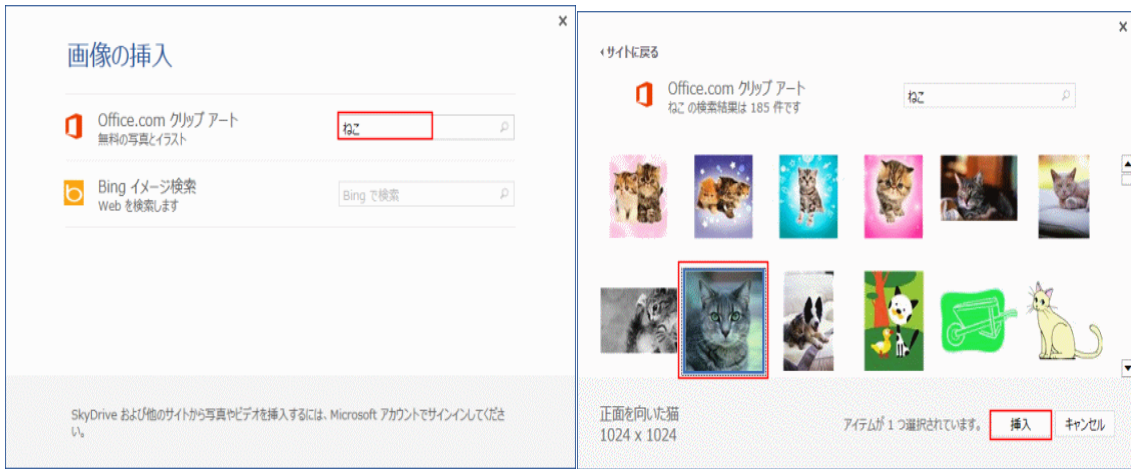 画像の挿入
Office.com クリップ アート
無料の写真とイラスト
ねこ
Bing イメージ検索
Web を検索します
Bing で検索
SkyDrive および他のサイトから写真やビデオを挿入するには、Microsoft アカウントでサインインしてくださ
い。
サイトに戻る
Office.com クリップ アート
ねこ の検索結果は 185 件です
ねこ
正面を向いた猫
1024 x 1024
アイテムが 1 つ選択されています。
挿入
キャンセル